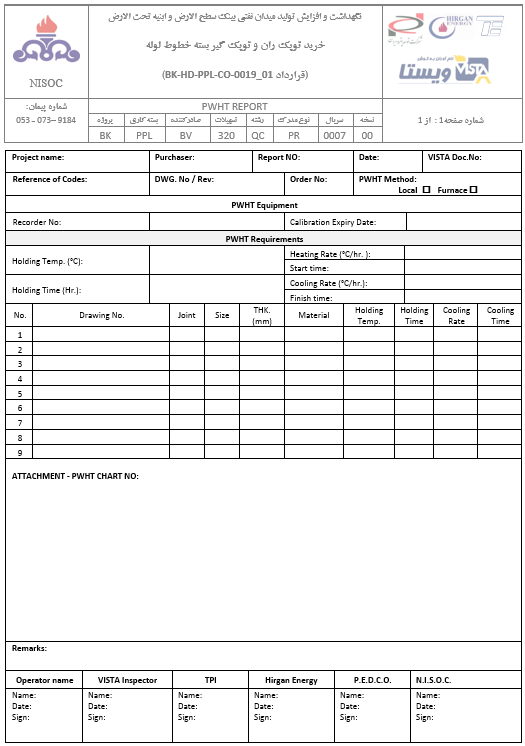 نگهداشت و افزایش تولید میدان نفتی بینک سطح الارض و ابنیه تحت الارض
خرید توپک ران و توپک گیر بسته خطوط لوله
(قرارداد BK-HD-PPL-CO-0019_01)
NISOC
HIRGAN ENERGY
VISTA
ویستا
شماره پیمان:
053 – 073 – 9184
PWHT REPORT
پروژه بسته کاری صادرکننده تسهیلات رشته نوع مدرک سریال نسخه
BK PPL BV 320 QC PR 0007 00
شماره صفحه: 1 از 1
Project name: Purchaser: Report NO: Date: VISTA Doc.No:
Reference of Codes: DWG. No / Rev: Order No: PWHT Method:
Local ☐ Furnace ☐
PWHT Equipment
Recorder No: Calibration Expiry Date:
PWHT Requirements
Holding Temp. (°C): Heating Rate (°C/hr. ):
Start time:
Holding Time (Hr.): Cooling Rate (°C/hr.):
Finish time:
No. Drawing No. Joint Size THK. (mm) Material Holding Temp. Holding Time Cooling Rate Cooling Time
1
2
3
4
5
6
7
8
9
ATTACHMENT - PWHT CHART NO:
Remarks:
Operator name VISTA Inspector TPI Hirgan Energy P.E.D.C.O. N.I.S.O.C.
Name: Name: Name: Name: Name: Name:
Date: Date: Date: Date: Date: Date:
Sign: Sign: Sign: Sign: Sign: Sign: